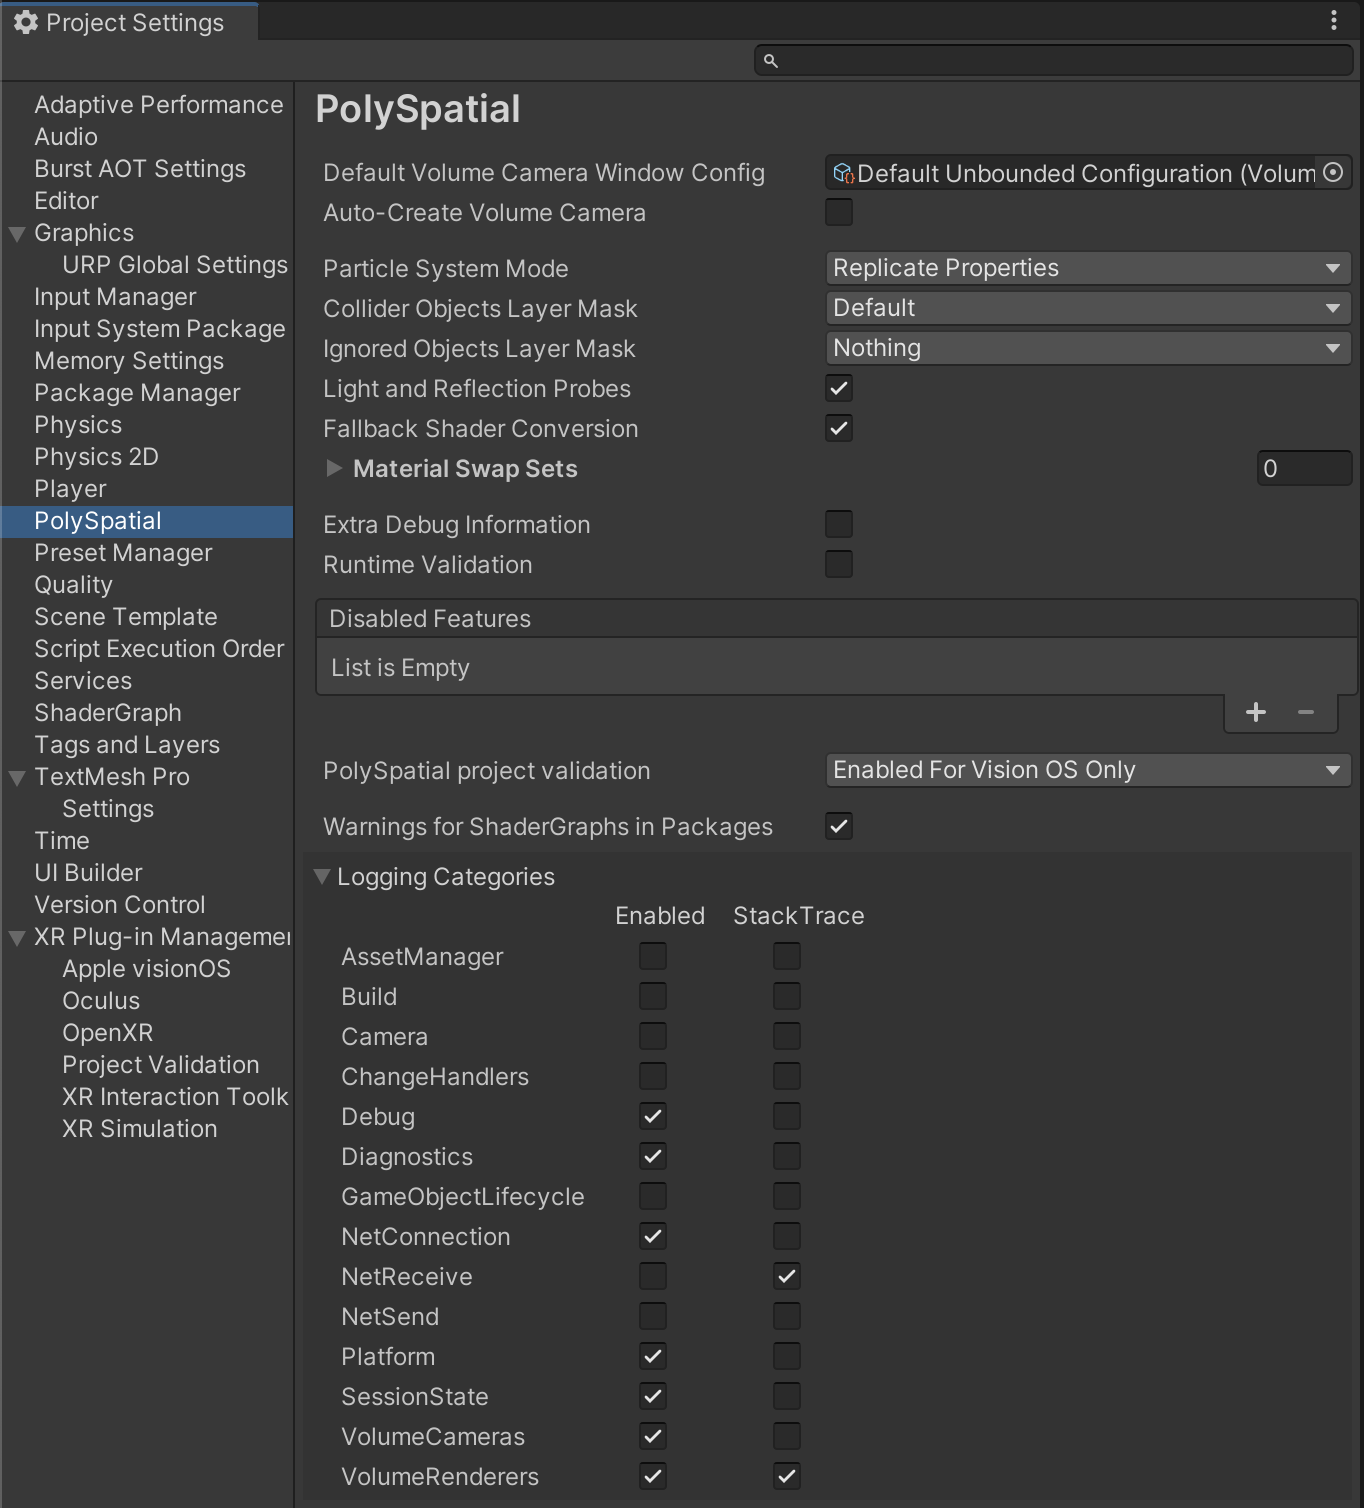 Project Settings
Adaptive Performance
Audio
Burst AOT Settings
Editor
Graphics
URP Global Settings
Input Manager
Input System Package
Memory Settings
Package Manager
Physics
Physics 2D
Player
PolySpatial
Preset Manager
Quality
Scene Template
Script Execution Order
Services
ShaderGraph
Tags and Layers
TextMesh Pro
Settings
Time
UI Builder
Version Control
XR Plug-in Managemen
Apple visionOS
Oculus
OpenXR
Project Validation
XR Interaction Toolk
XR Simulation
PolySpatial
Default Volume Camera Window Config Default Unbounded Configuration (Volum
Auto-Create Volume Camera
Particle System Mode Replicate Properties
Collider Objects Layer Mask Default
Ignored Objects Layer Mask Nothing
Light and Reflection Probes
Fallback Shader Conversion
Material Swap Sets 0
Extra Debug Information
Runtime Validation
Disabled Features
List is Empty
PolySpatial project validation Enabled For Vision OS Only
Warnings for ShaderGraphs in Packages
Logging Categories
Enabled StackTrace
AssetManager
Build
Camera
ChangeHandlers
Debug
Diagnostics
GameObjectLifecycle
NetConnection
NetReceive
NetSend
Platform
SessionState
VolumeCameras
VolumeRenderers